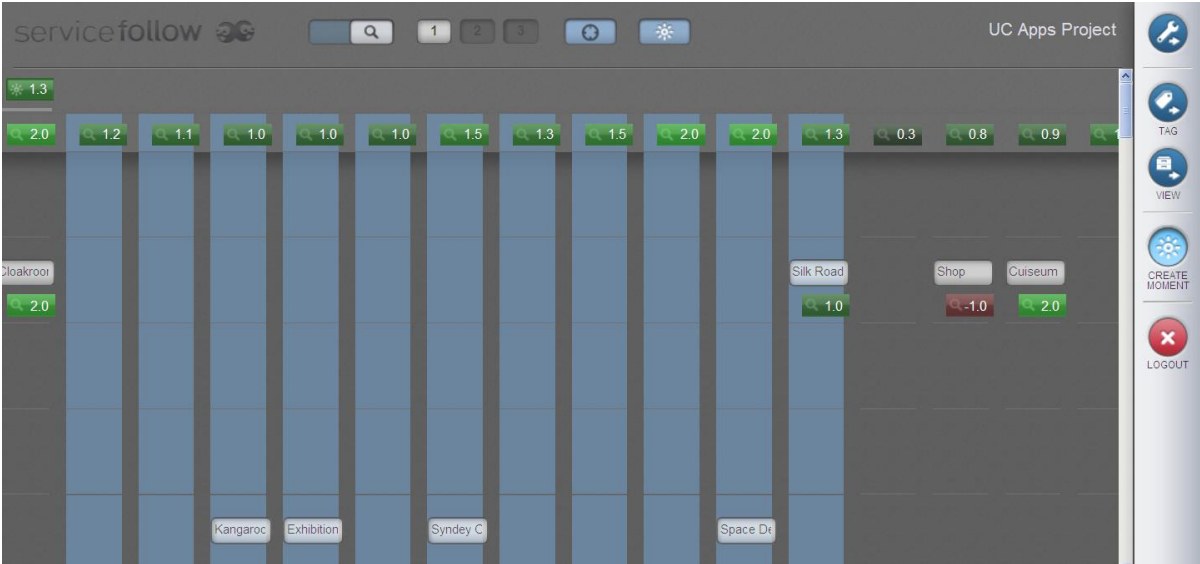 servicefollow
1 2 3
UC Apps Project
1.3
2.0 1.2 1.1 1.0 1.0 1.0 1.5 1.3 1.5 2.0 2.0 1.3 0.3 0.8 0.9 1
TAG
VIEW
Cloakroor Silk Road Shop Cuiseum
CREATE
MOMENT
2.0 1.0 -1.0 2.0
LOGOUT
Kangaroc Exhibition Syndey C Space De